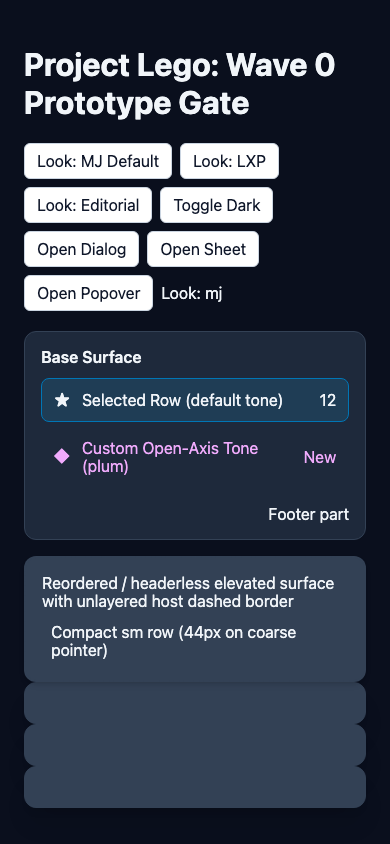 Project Lego: Wave 0
Prototype Gate
Look: MJ Default
Look: LXP
Look: Editorial
Toggle Dark
Open Dialog
Open Sheet
Open Popover
Look: mj
Base Surface
Selected Row (default tone)
12
Custom Open-Axis Tone
(plum)
New
Footer part
Reordered / headerless elevated surface
with unlayered host dashed border
Compact sm row (44px on coarse
pointer)